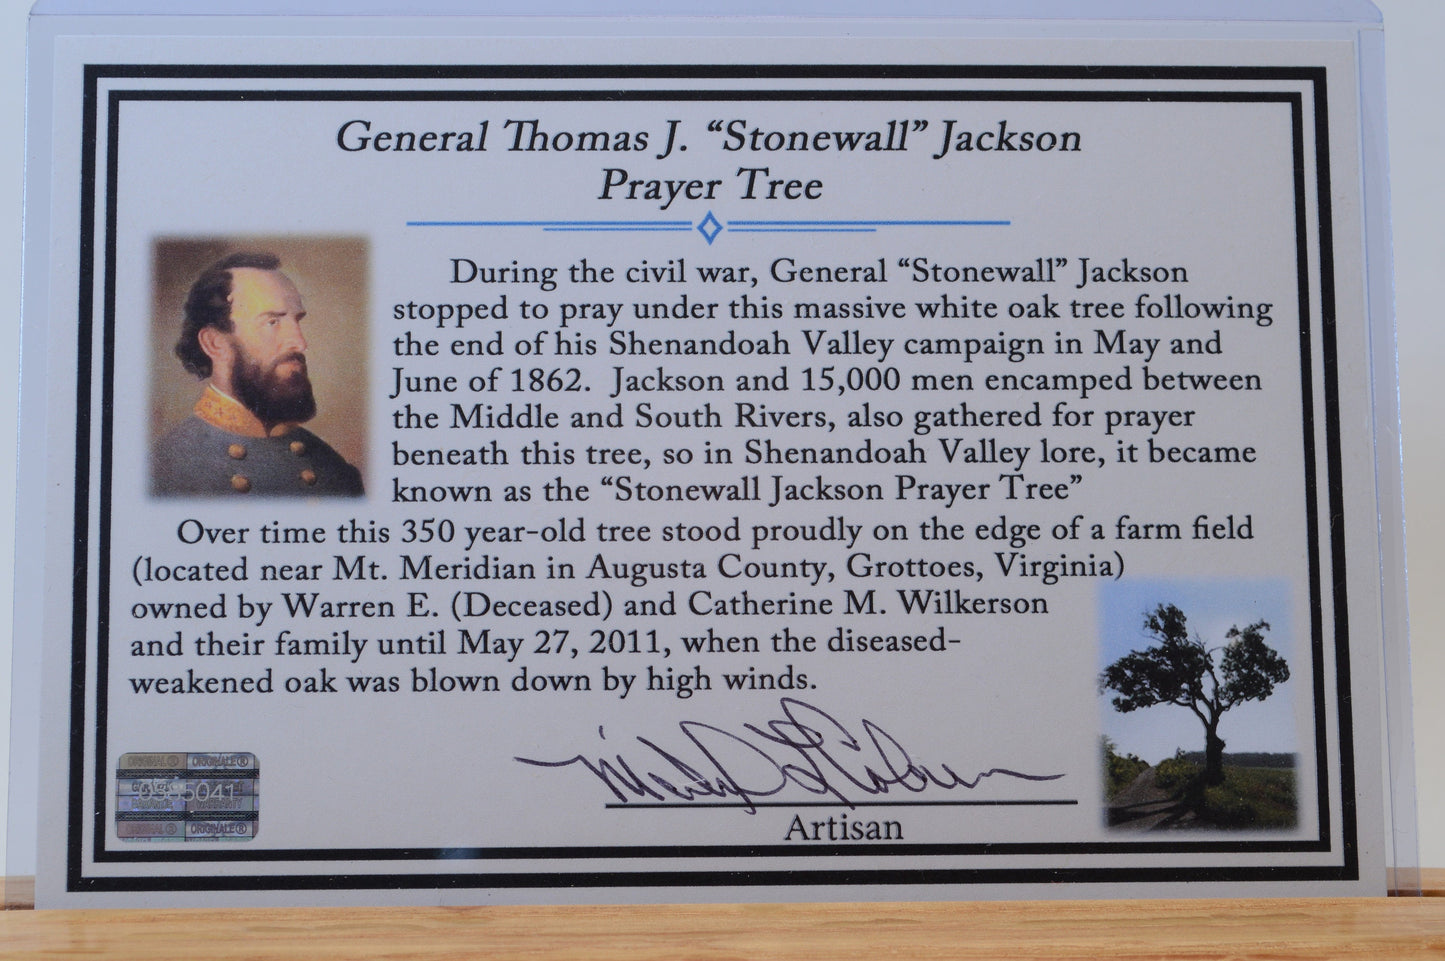 General Thomas J. “Stonewall” Jackson
Prayer Tree
During the civil war, General “Stonewall” Jackson
stopped to pray under this massive white oak tree following
the end of his Shenandoah Valley campaign in May and
June of 1862. Jackson and 15,000 men encamped between
the Middle and South Rivers, also gathered for prayer
beneath this tree, so in Shenandoah Valley lore, it became
known as the “Stonewall Jackson Prayer Tree”
Over time this 350 year-old tree stood proudly on the edge of a farm field
(located near Mt. Meridian in Augusta County, Grottoes, Virginia)
owned by Warren E. (Deceased) and Catherine M. Wilkerson
and their family until May 27, 2011, when the diseased-
weakened oak was blown down by high winds.
Artisan
ORIGINAL® ORIGINALE®
WARRANTY
ORIGINAL® ORIGINALE®